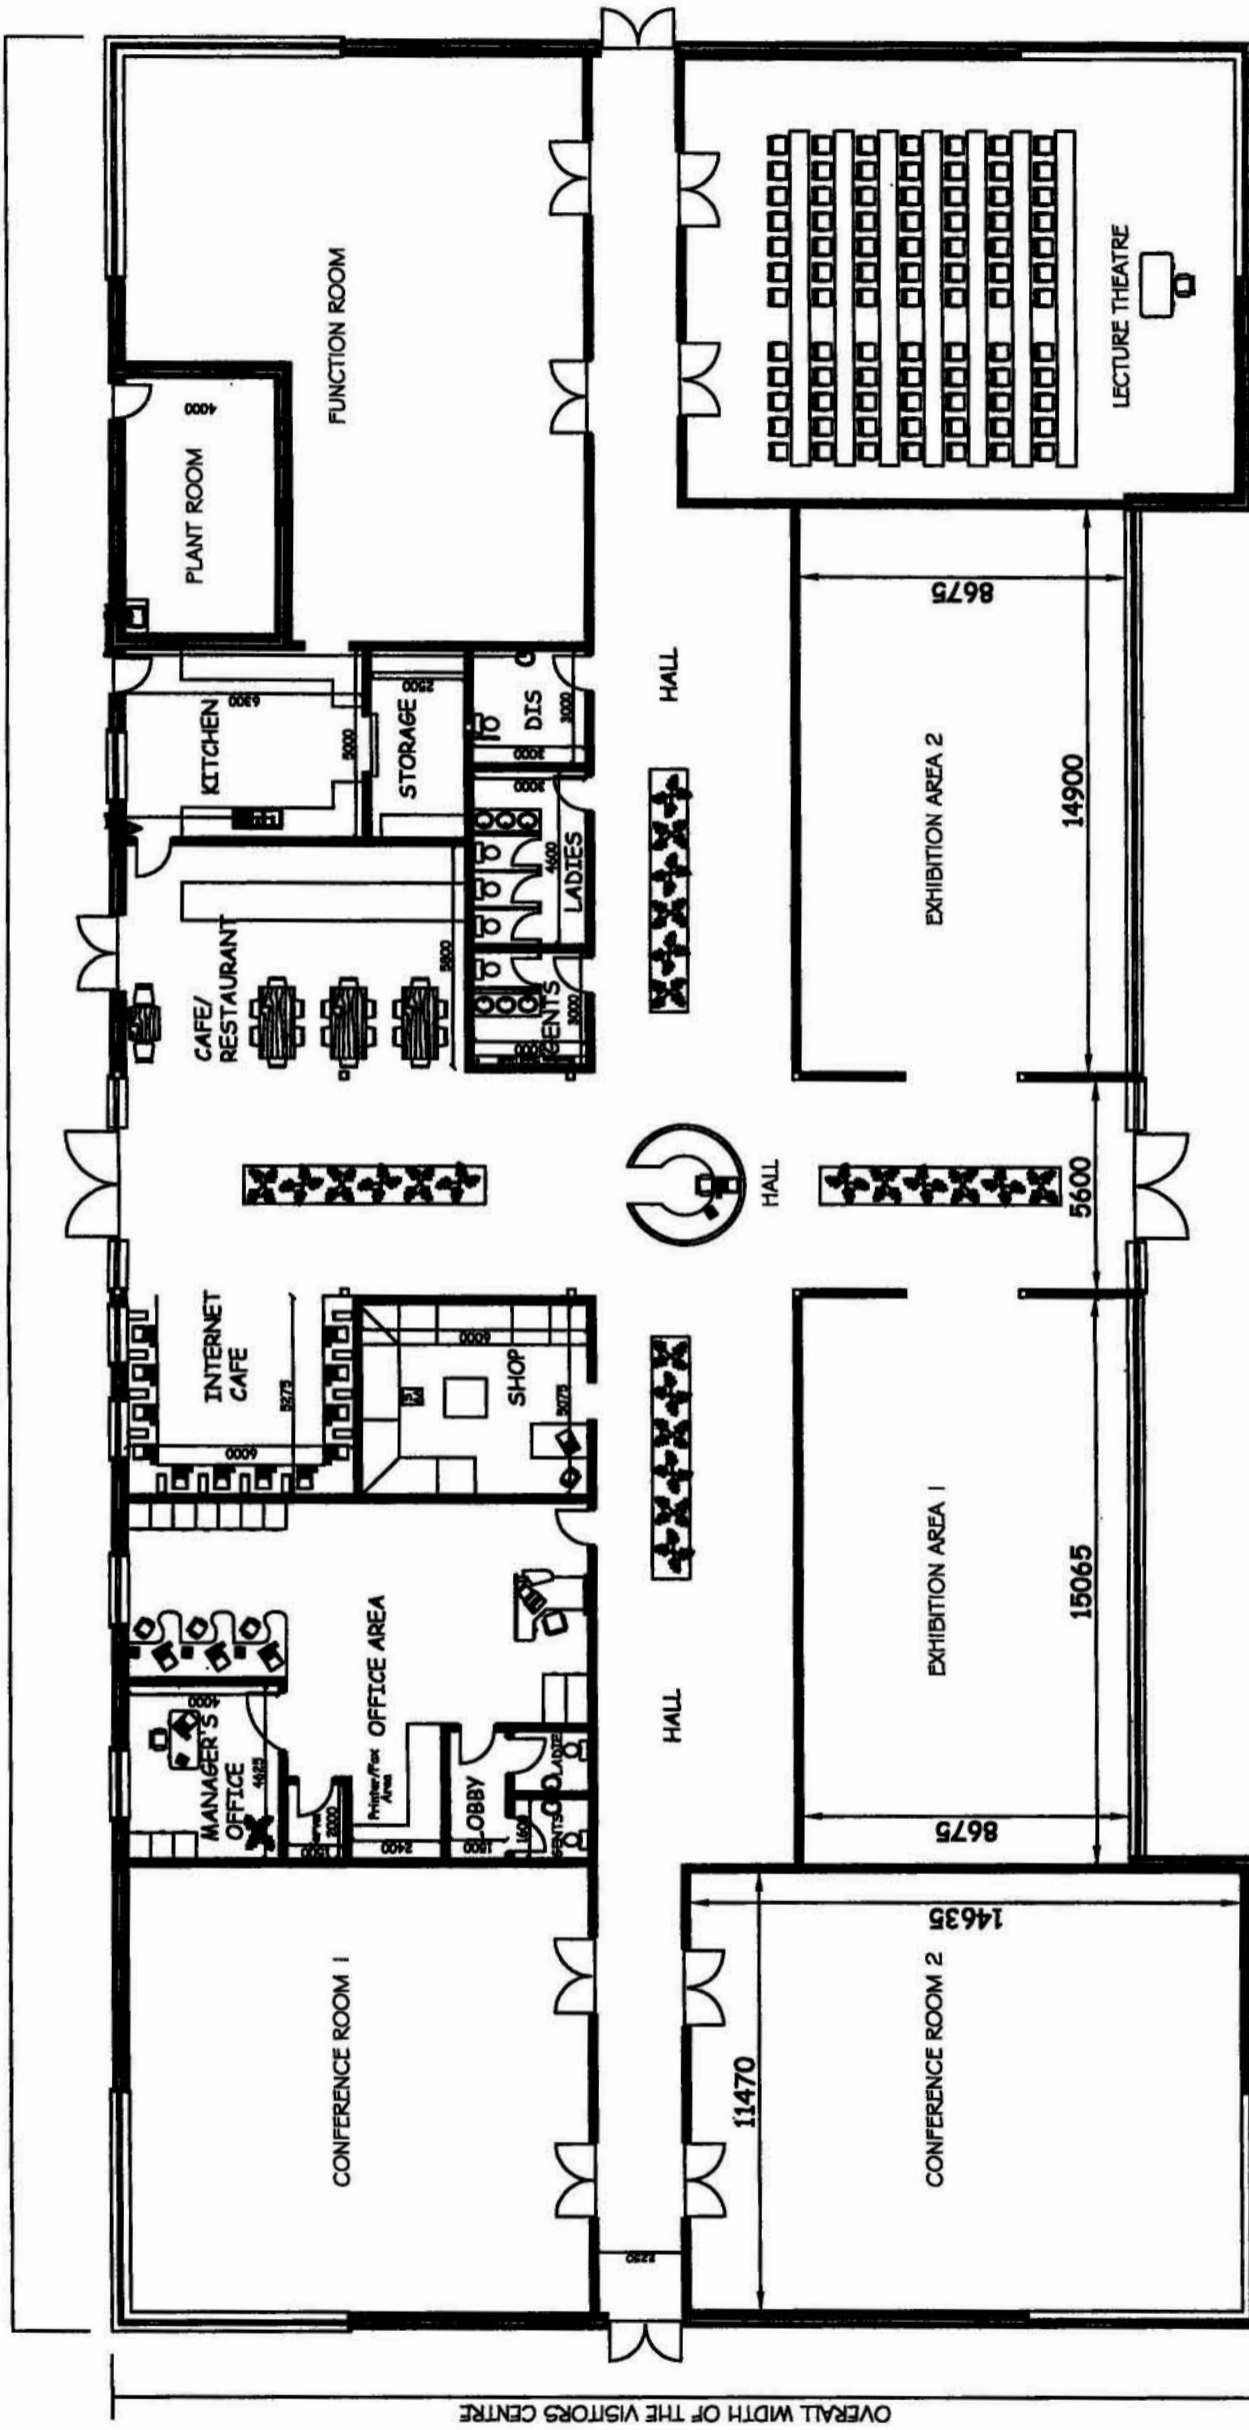 FUNCTION ROOM
PLANT ROOM
4000
KITCHEN
6300
5000
STORAGE
2500
DIS
3000
3000
LADIES
3000
4600
GENTS
3000
CAFE/
RESTAURANT
5800
INTERNET
CAFE
5275
6000
SHOP
6000
5075
OFFICE AREA
MANAGER'S
OFFICE
4000
4625
2000
Printer/Fax
Area
2400
LOBBY
1600
GENTS
LADIE
CONFERENCE ROOM 1
CONFERENCE ROOM 2
11470
14635
2250
HALL
HALL
HALL
EXHIBITION AREA 1
15065
8675
5600
EXHIBITION AREA 2
14900
8675
LECTURE THEATRE
OVERALL WIDTH OF THE VISITORS CENTRE